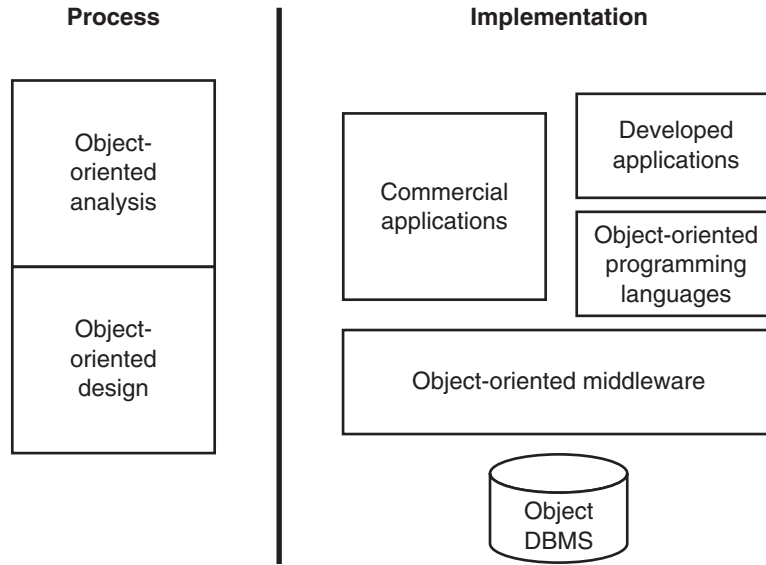 Process
Object-
oriented
analysis
Object-
oriented
design
Implementation
Commercial
applications
Developed
applications
Object-oriented
programming
languages
Object-oriented middleware
Object
DBMS